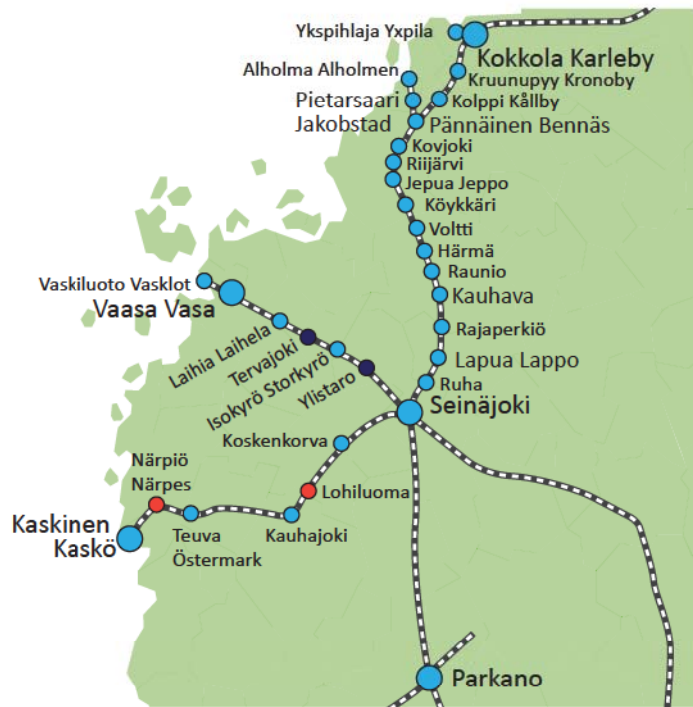 Ykspihlaja Yxpila
Kokkola Karleby
Alholma Alholmen
Kruunupyy Kronoby
Pietarsaari
Jakobstad
Kolppi Kållby
Pännäinen Bennäs
Kovjoki
Riijärvi
Jepua Jeppo
Köykkäri
Voltti
Härmä
Raunio
Vaskiluoto Vasklot
Vaasa Vasa
Kauhava
Laihia Laihela
Tervajoki
Isokyrö Storkyrö
Ylistaro
Rajaperkiö
Lapua Lappo
Ruha
Seinäjoki
Koskenkorva
Närpiö
Närpes
Lohiluoma
Kaskinen
Kaskö
Teuva
Östermark
Kauhajoki
Parkano